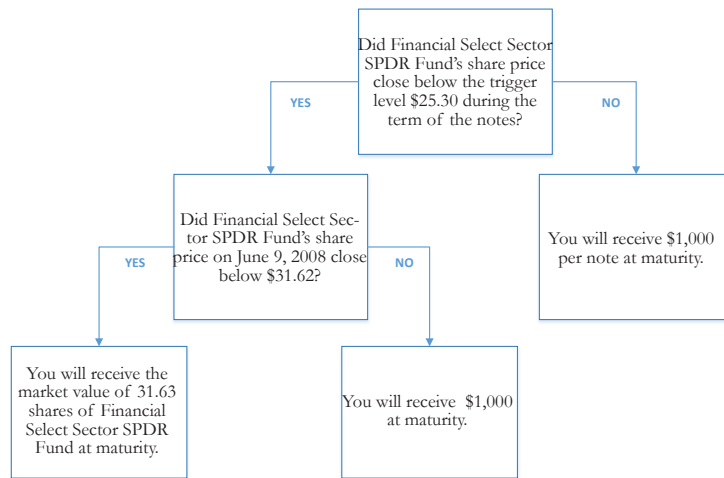 Did Financial Select Sector
SPDR Fund's share price
close below the trigger
level $25.30 during the
term of the notes?
YES
NO
Did Financial Select Sec-
tor SPDR Fund's share
price on June 9, 2008 close
below $31.62?
You will receive $1,000
per note at maturity.
YES
NO
You will receive the
market value of 31.63
shares of Financial
Select Sector SPDR
Fund at maturity.
You will receive $1,000
at maturity.